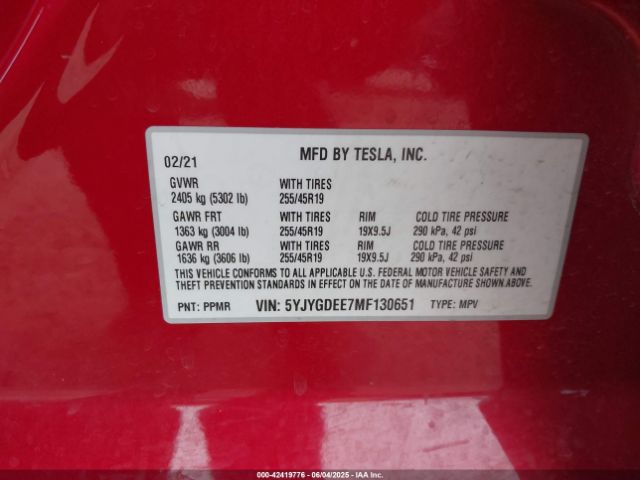 02/21 MFD BY TESLA, INC.
GVWR WITH TIRES
2405 kg (5302 lb) 255/45R19
GAWR FRT WITH TIRES RIM COLD TIRE PRESSURE
1363 kg (3004 lb) 255/45R19 19X9.5J 290 kPa, 42 psi
GAWR RR WITH TIRES RIM COLD TIRE PRESSURE
1636 kg (3606 lb) 255/45R19 19X9.5J 290 kPa, 42 psi
THIS VEHICLE CONFORMS TO ALL APPLICABLE U.S. FEDERAL MOTOR VEHICLE SAFETY AND
THEFT PREVENTION STANDARDS IN EFFECT ON THE DATE OF MANUFACTURE SHOWN ABOVE.
PNT: PPMR VIN: 5YJYGDEE7MF130651 TYPE: MPV
000-42419776 - 06/04/2025 - IAA Inc.